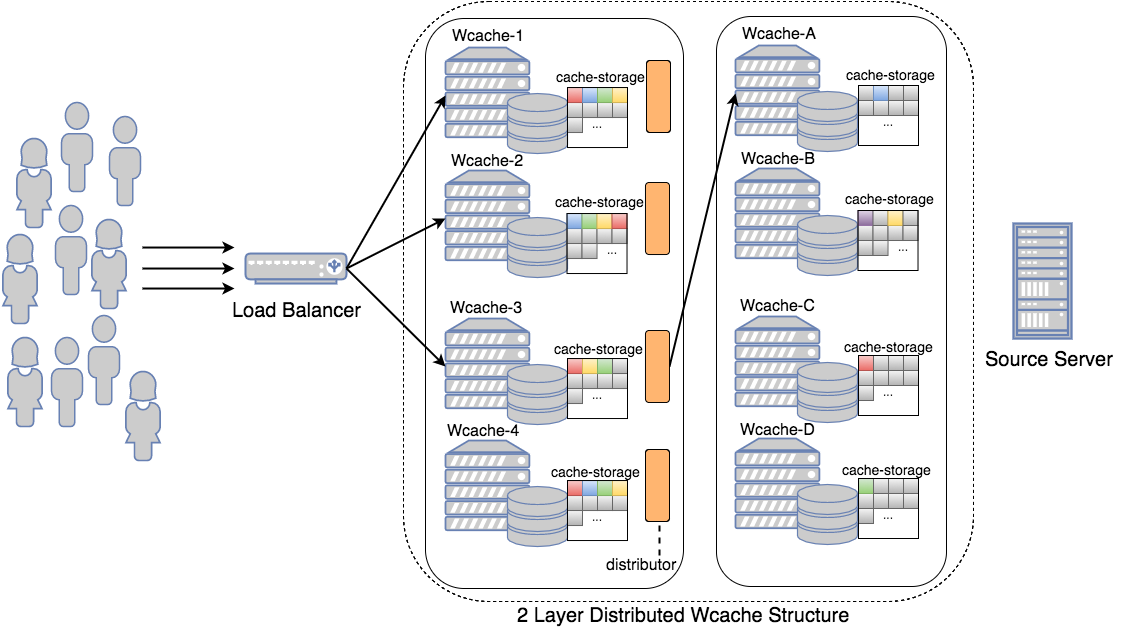 Wcache-1
cache-storage
...
Wcache-2
cache-storage
...
Wcache-3
cache-storage
...
Wcache-4
cache-storage
...
distributor
Wcache-A
cache-storage
...
Wcache-B
cache-storage
...
Wcache-C
cache-storage
...
Wcache-D
cache-storage
...
Load Balancer
Source Server
2 Layer Distributed Wcache Structure